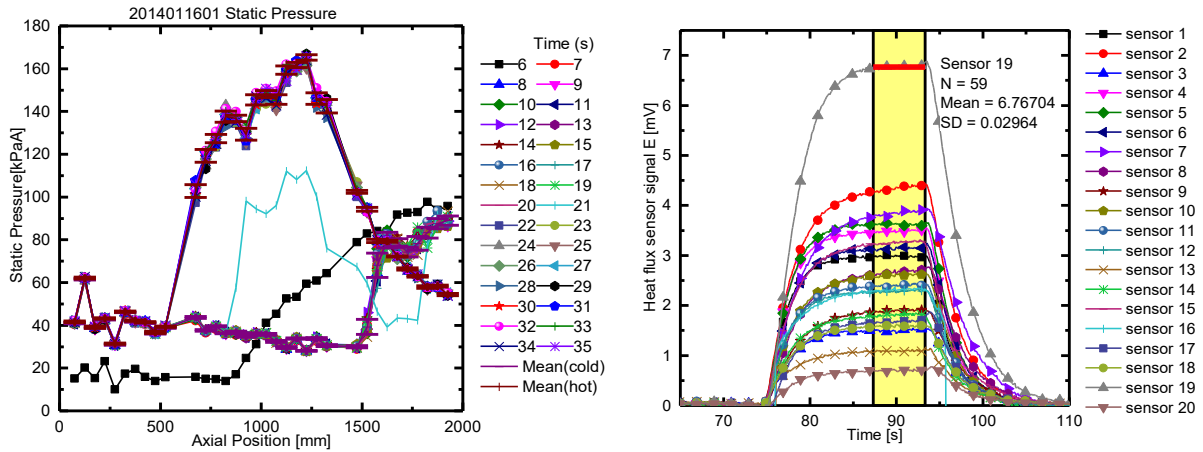 2014011601 Static Pressure
Static Pressure[kPaA]
180
160
140
120
100
80
60
40
20
0
0 500 1000 1500 2000
Axial Position [mm]
Time (s)
6 7
8 9
10 11
12 13
14 15
16 17
18 19
20 21
22 23
24 25
26 27
28 29
30 31
32 33
34 35
Mean(cold)
Mean(hot)
Heat flux sensor signal E [mV]
7
6
5
4
3
2
1
0
70 80 90 100 110
Time [s]
Sensor 19
N = 59
Mean = 6.76704
SD = 0.02964
sensor 1
sensor 2
sensor 3
sensor 4
sensor 5
sensor 6
sensor 7
sensor 8
sensor 9
sensor 10
sensor 11
sensor 12
sensor 13
sensor 14
sensor 15
sensor 16
sensor 17
sensor 18
sensor 19
sensor 20